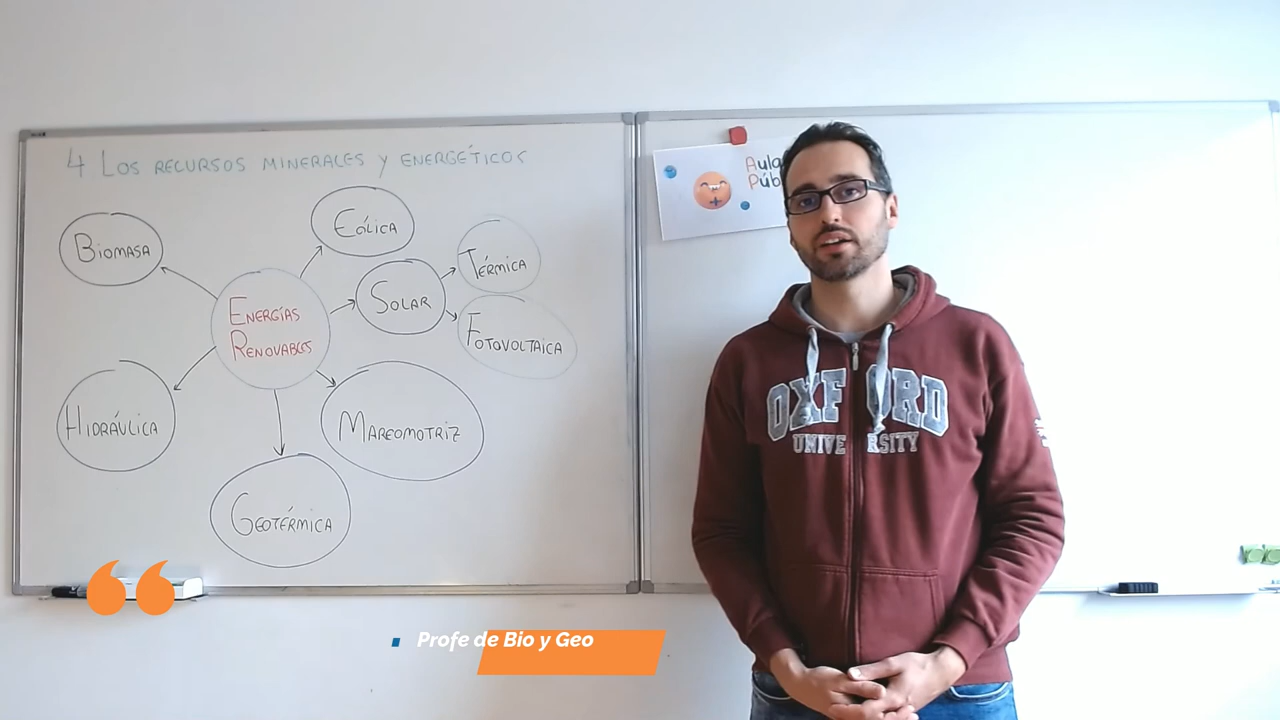 4 Los recursos minerales y energéticos
Biomasa
Eólica
Térmica
Solar
Fotovoltaica
Energías
Renovables
Hidráulica
Mareomotriz
Geotérmica
Aula
Púb
OXFORD
UNIVERSITY
Profe de Bio y Geo